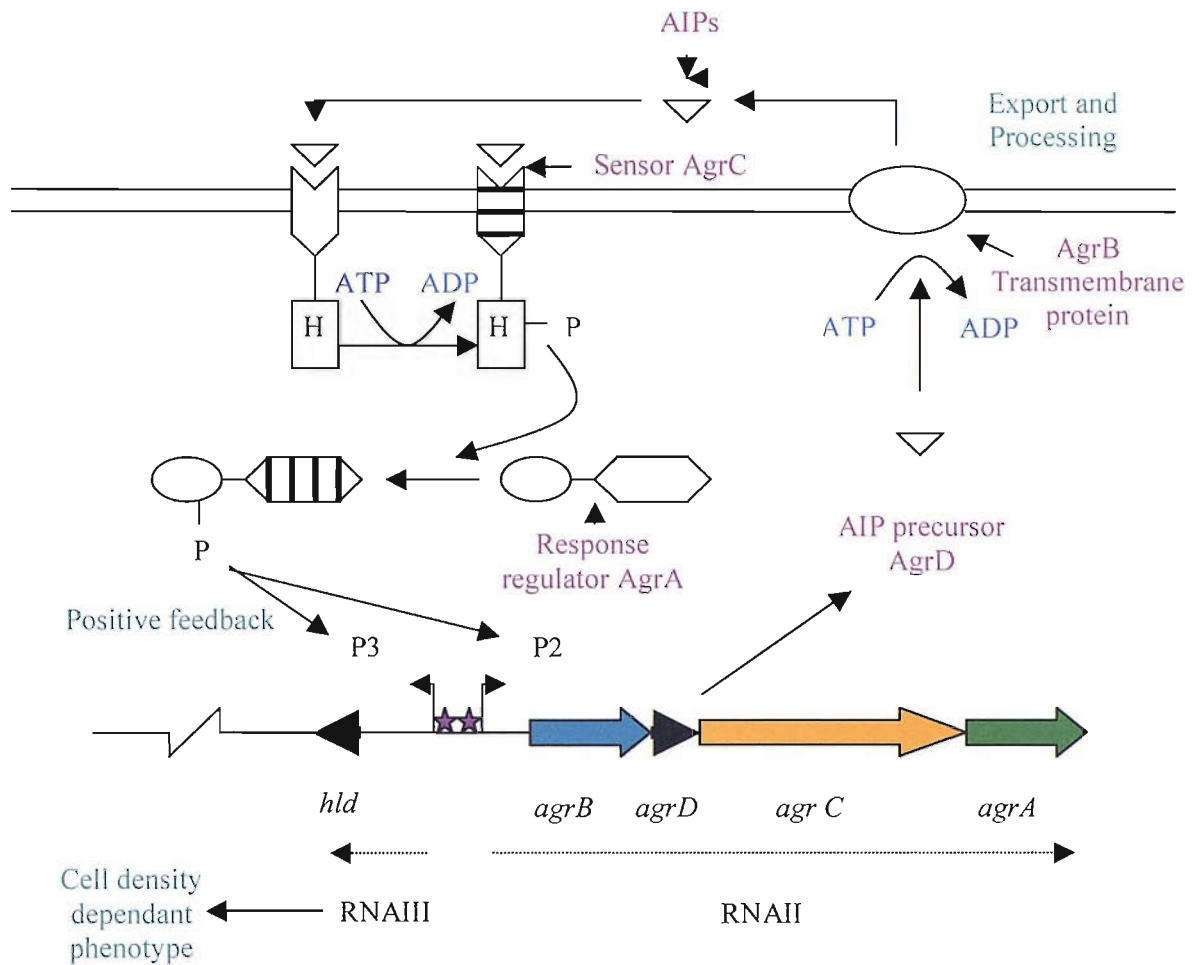 AIPs
Export and
Processing
Sensor AgrC
AgrB
Transmembrane
protein
ATP
ADP
ATP
ADP
H
H
P
P
Response
regulator AgrA
AIP precursor
AgrD
Positive feedback
P3
P2
hld
agrB
agrD
agr C
agrA
Cell density
dependant
phenotype
RNAIII
RNAII